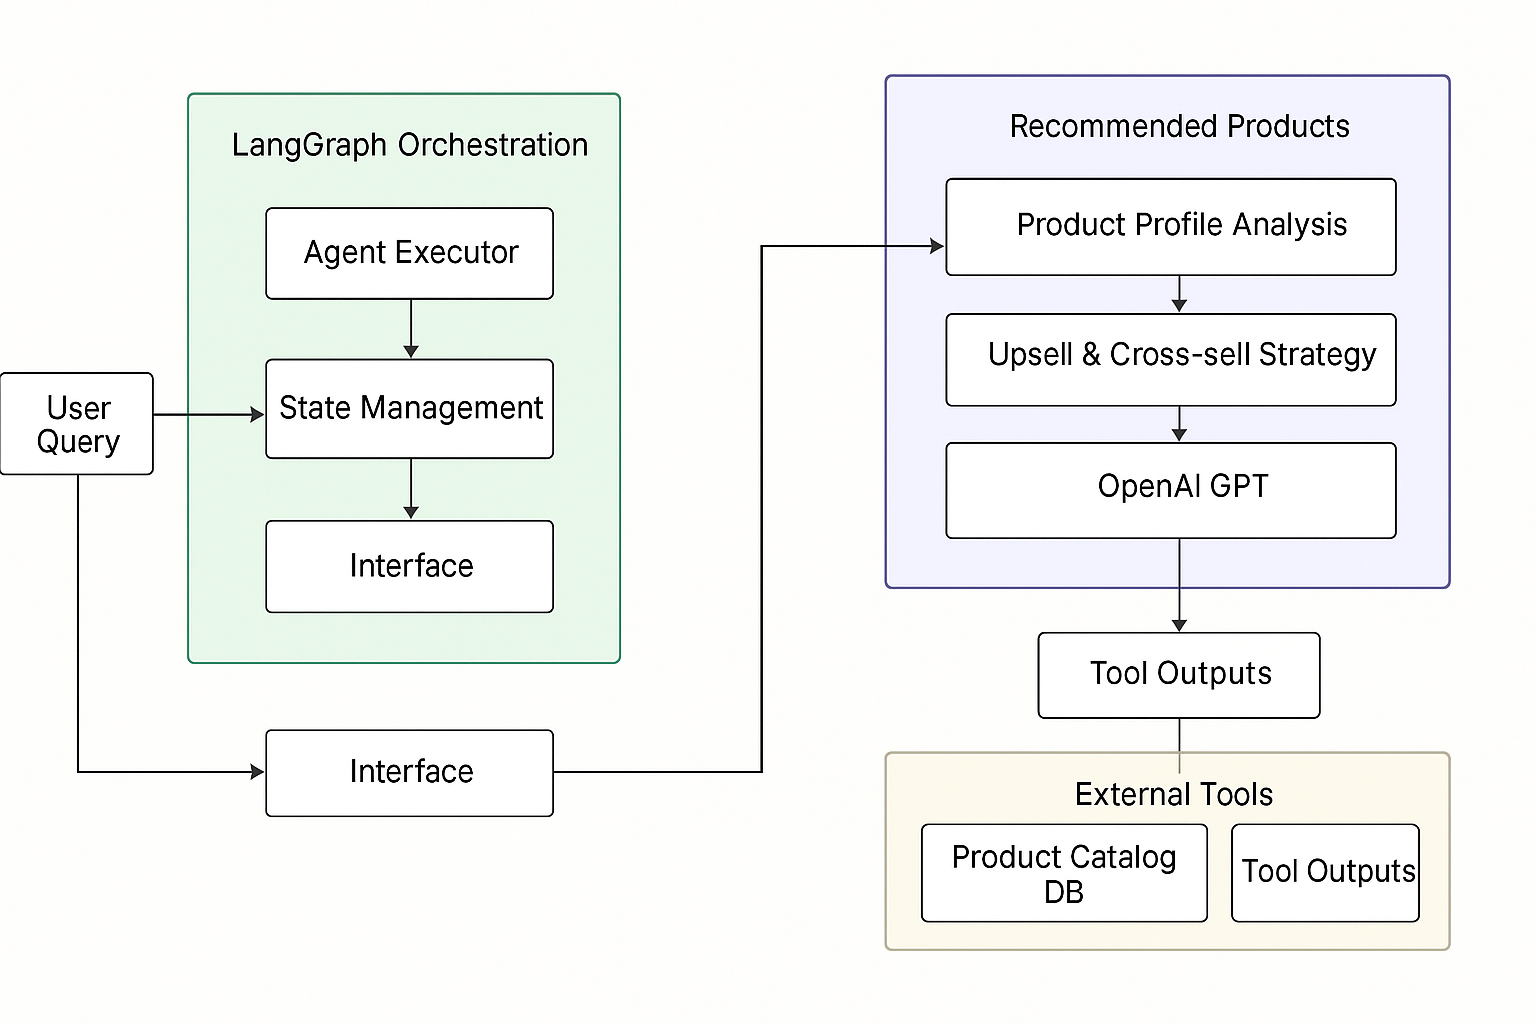 LangGraph Orchestration
Agent Executor
State Management
Interface
User
Query
Interface
Recommended Products
Product Profile Analysis
Upsell & Cross-sell Strategy
OpenAI GPT
Tool Outputs
External Tools
Product Catalog
DB
Tool Outputs